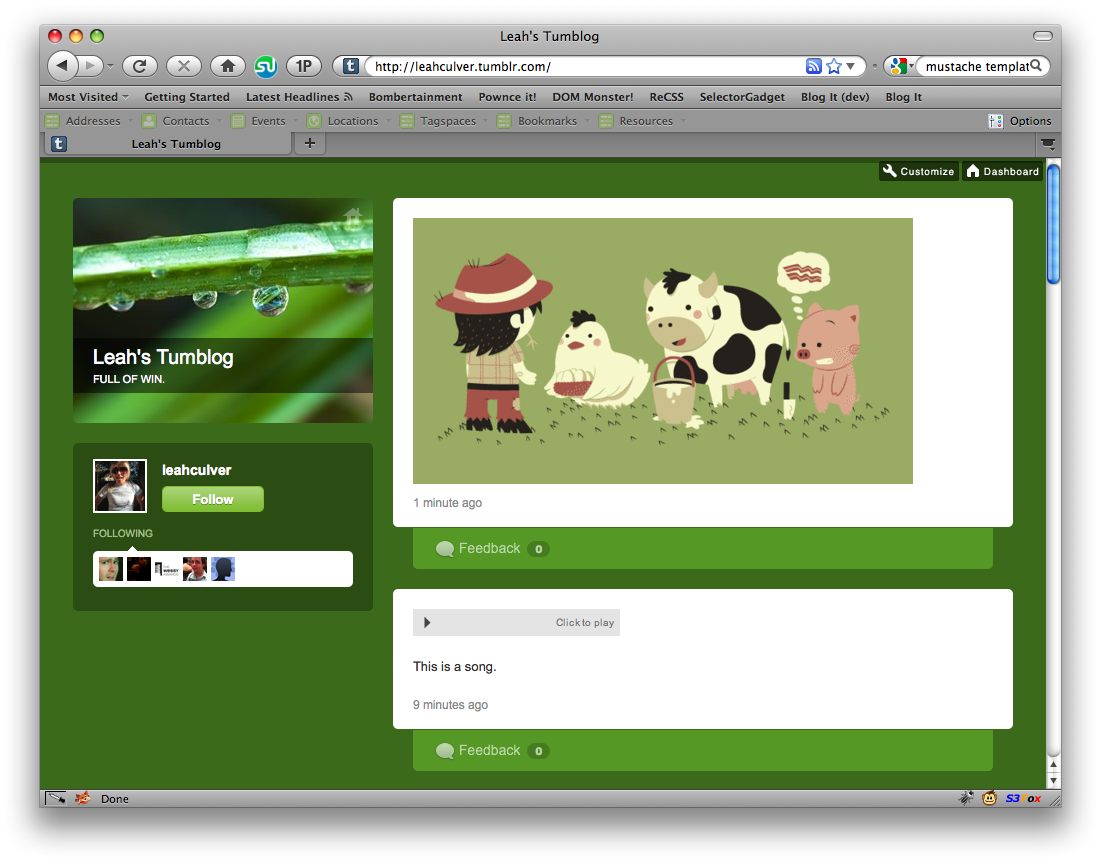 Leah's Tumblog
1P
t
http://leahculver.tumblr.com/
mustache templat
Most Visited
Getting Started
Latest Headlines
Bombertainment
Pownce it!
DOM Monster!
ReCSS
SelectorGadget
Blog It (dev)
Blog It
Addresses
Contacts
Events
Locations
Tagspaces
Bookmarks
Resources
Options
t
Leah's Tumblog
+
Customize
Dashboard
Leah's Tumblog
FULL OF WIN.
leahculver
Follow
FOLLOWING
1 minute ago
Feedback 0
Click to play
This is a song.
9 minutes ago
Feedback 0
Done
S3Fox